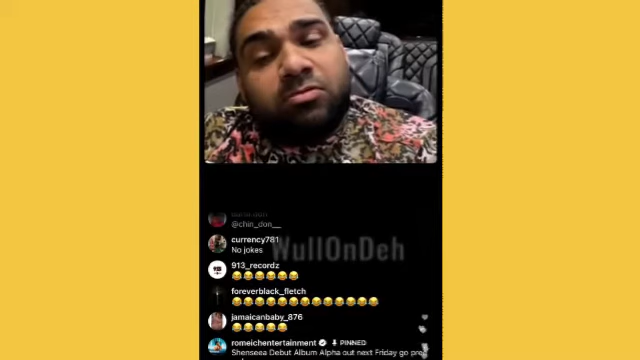 @chin_don__
currency781
No jokes
WullOnDeh
913_recordz
foreverblack_fletch
jamaicanbaby_876
romeichentertainment PINNED
Shenseea Debut Album Alpha out next Friday go pre